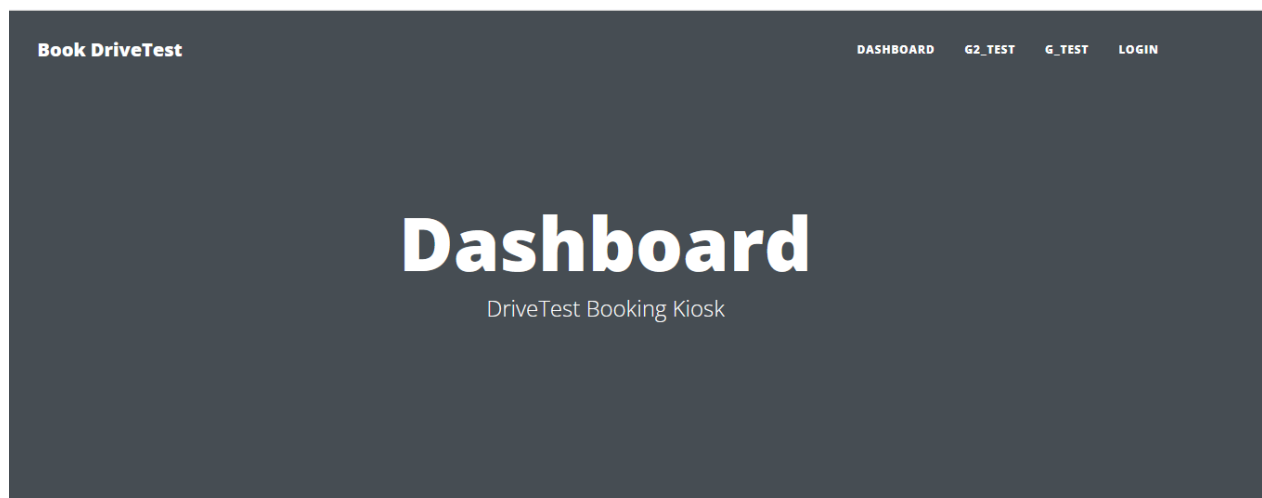 Book DriveTest
DASHBOARD G2_TEST G_TEST LOGIN
Dashboard
DriveTest Booking Kiosk